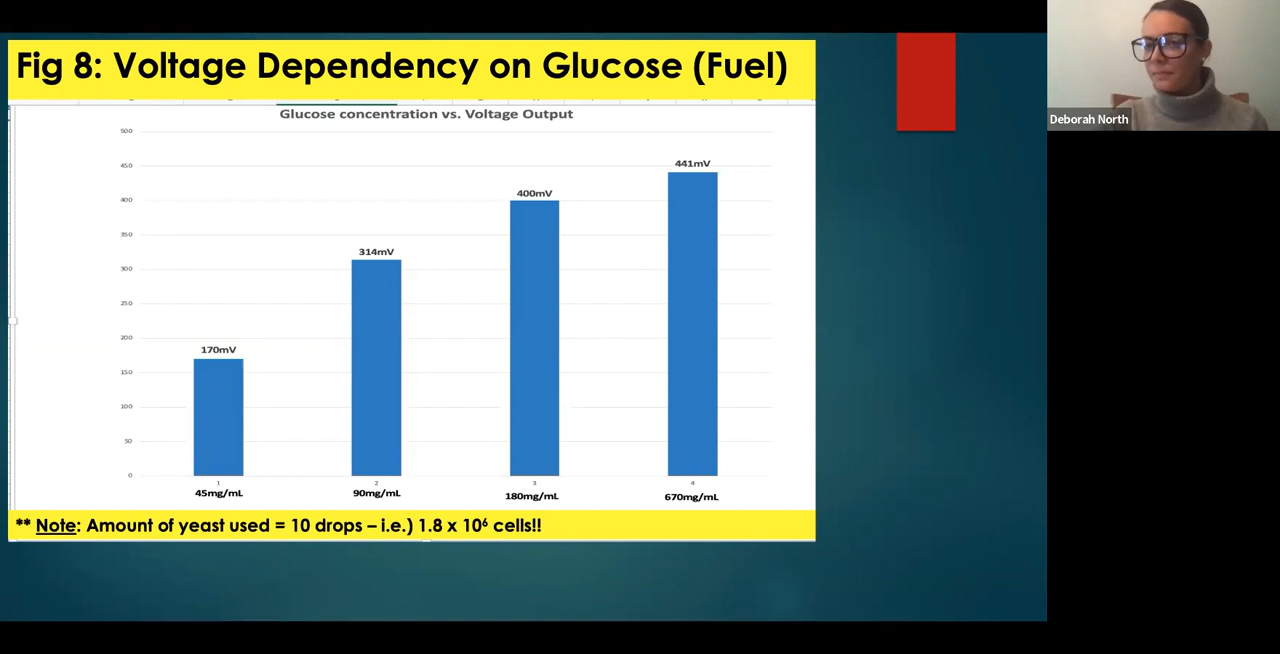 Fig 8: Voltage Dependency on Glucose (Fuel)
Glucose concentration vs. Voltage Output
500
450
400
350
300
250
200
150
100
50
0
170mV
314mV
400mV
441mV
1
2
3
4
45mg/mL
90mg/mL
180mg/mL
670mg/mL
** Note: Amount of yeast used = 10 drops – i.e.) 1.8 x 10⁶ cells!!
Deborah North